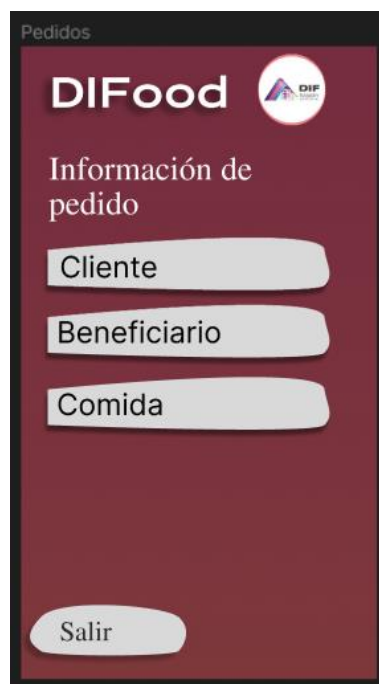 Pedidos
DIFood
DIF
Información de
pedido
Cliente
Beneficiario
Comida
Salir